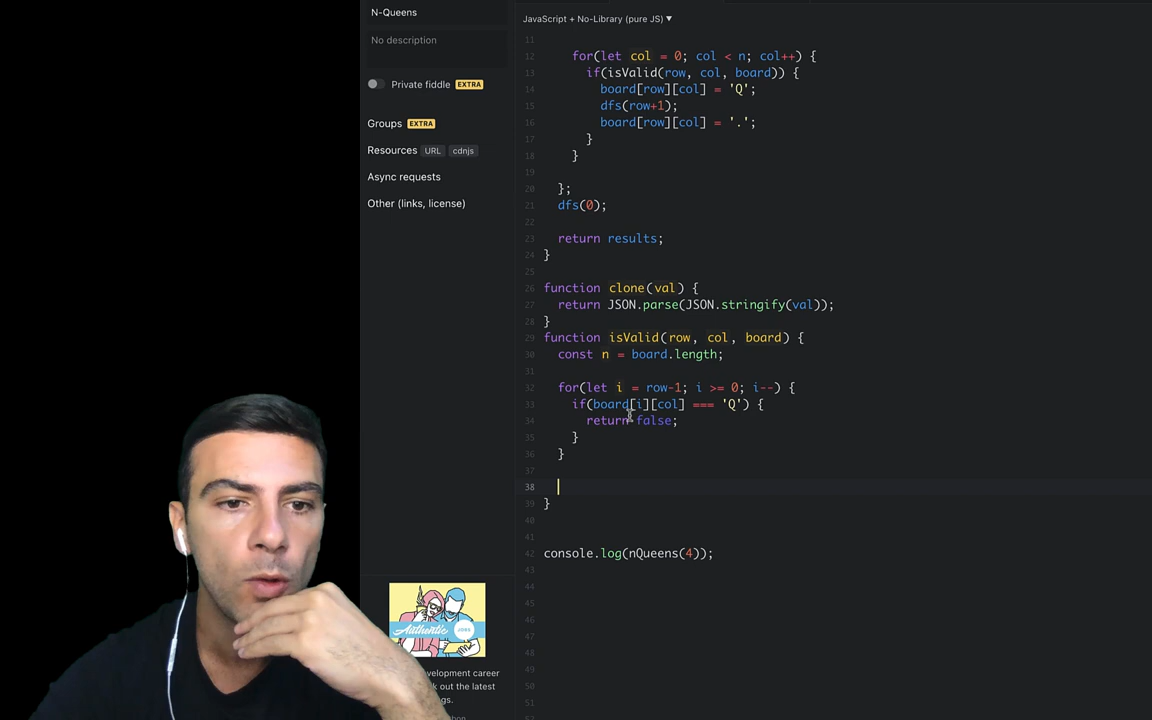 N-Queens
No description
Private fiddle EXTRA
Groups EXTRA
Resources URL cdnjs
Async requests
Other (links, license)
Authentic JOBS
velopment career
k out the latest
gs.
JavaScript + No-Library (pure JS) ▼
11
12 for(let col = 0; col < n; col++) {
13 if(isValid(row, col, board)) {
14 board[row][col] = 'Q';
15 dfs(row+1);
16 board[row][col] = '.';
17 }
18 }
19
20 };
21 dfs(0);
22
23 return results;
24 }
25
26 function clone(val) {
27 return JSON.parse(JSON.stringify(val));
28 }
29 function isValid(row, col, board) {
30 const n = board.length;
31
32 for(let i = row-1; i >= 0; i--) {
33 if(board[i][col] === 'Q') {
34 return false;
35 }
36 }
37
38
39 }
40
41
42 console.log(nQueens(4));
43
44
45
46
47
48
49
50
51